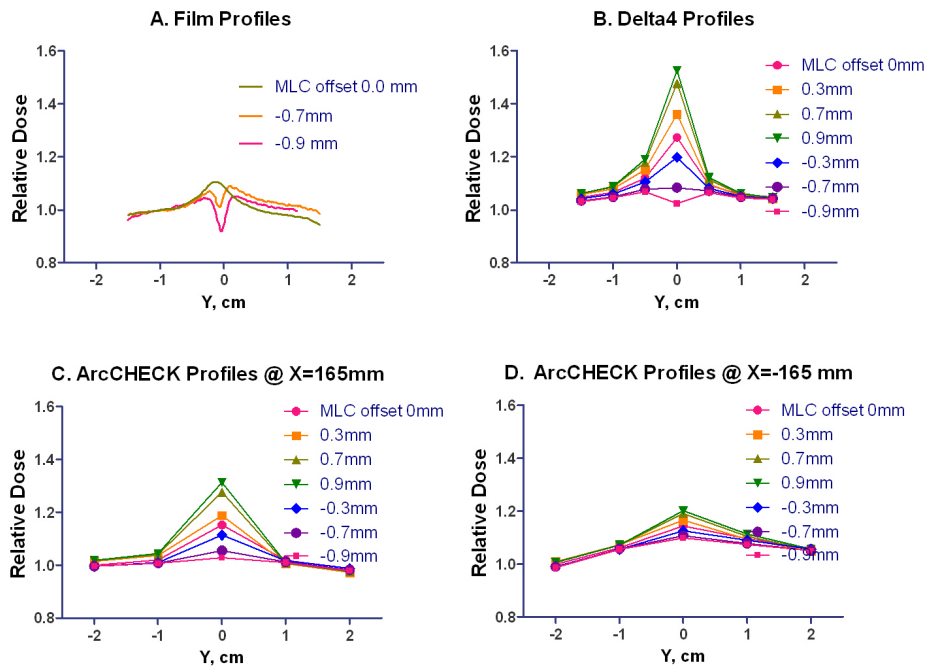 A. Film Profiles
1.6
1.4
1.2
1.0
0.8
Relative Dose
MLC offset 0.0 mm
-0.7mm
-0.9 mm
-2 -1 0 1 2
Y, cm
B. Delta4 Profiles
1.6
1.4
1.2
1.0
0.8
Relative Dose
MLC offset 0mm
0.3mm
0.7mm
0.9mm
-0.3mm
-0.7mm
-0.9mm
-2 -1 0 1 2
Y, cm
C. ArcCHECK Profiles @ X=165mm
1.6
1.4
1.2
1.0
0.8
Relative Dose
MLC offset 0mm
0.3mm
0.7mm
0.9mm
-0.3mm
-0.7mm
-0.9mm
-2 -1 0 1 2
Y, cm
D. ArcCHECK Profiles @ X=-165 mm
1.6
1.4
1.2
1.0
0.8
Relative Dose
MLC offset 0mm
0.3mm
0.7mm
0.9mm
-0.3mm
-0.7mm
-0.9mm
-2 -1 0 1 2
Y, cm